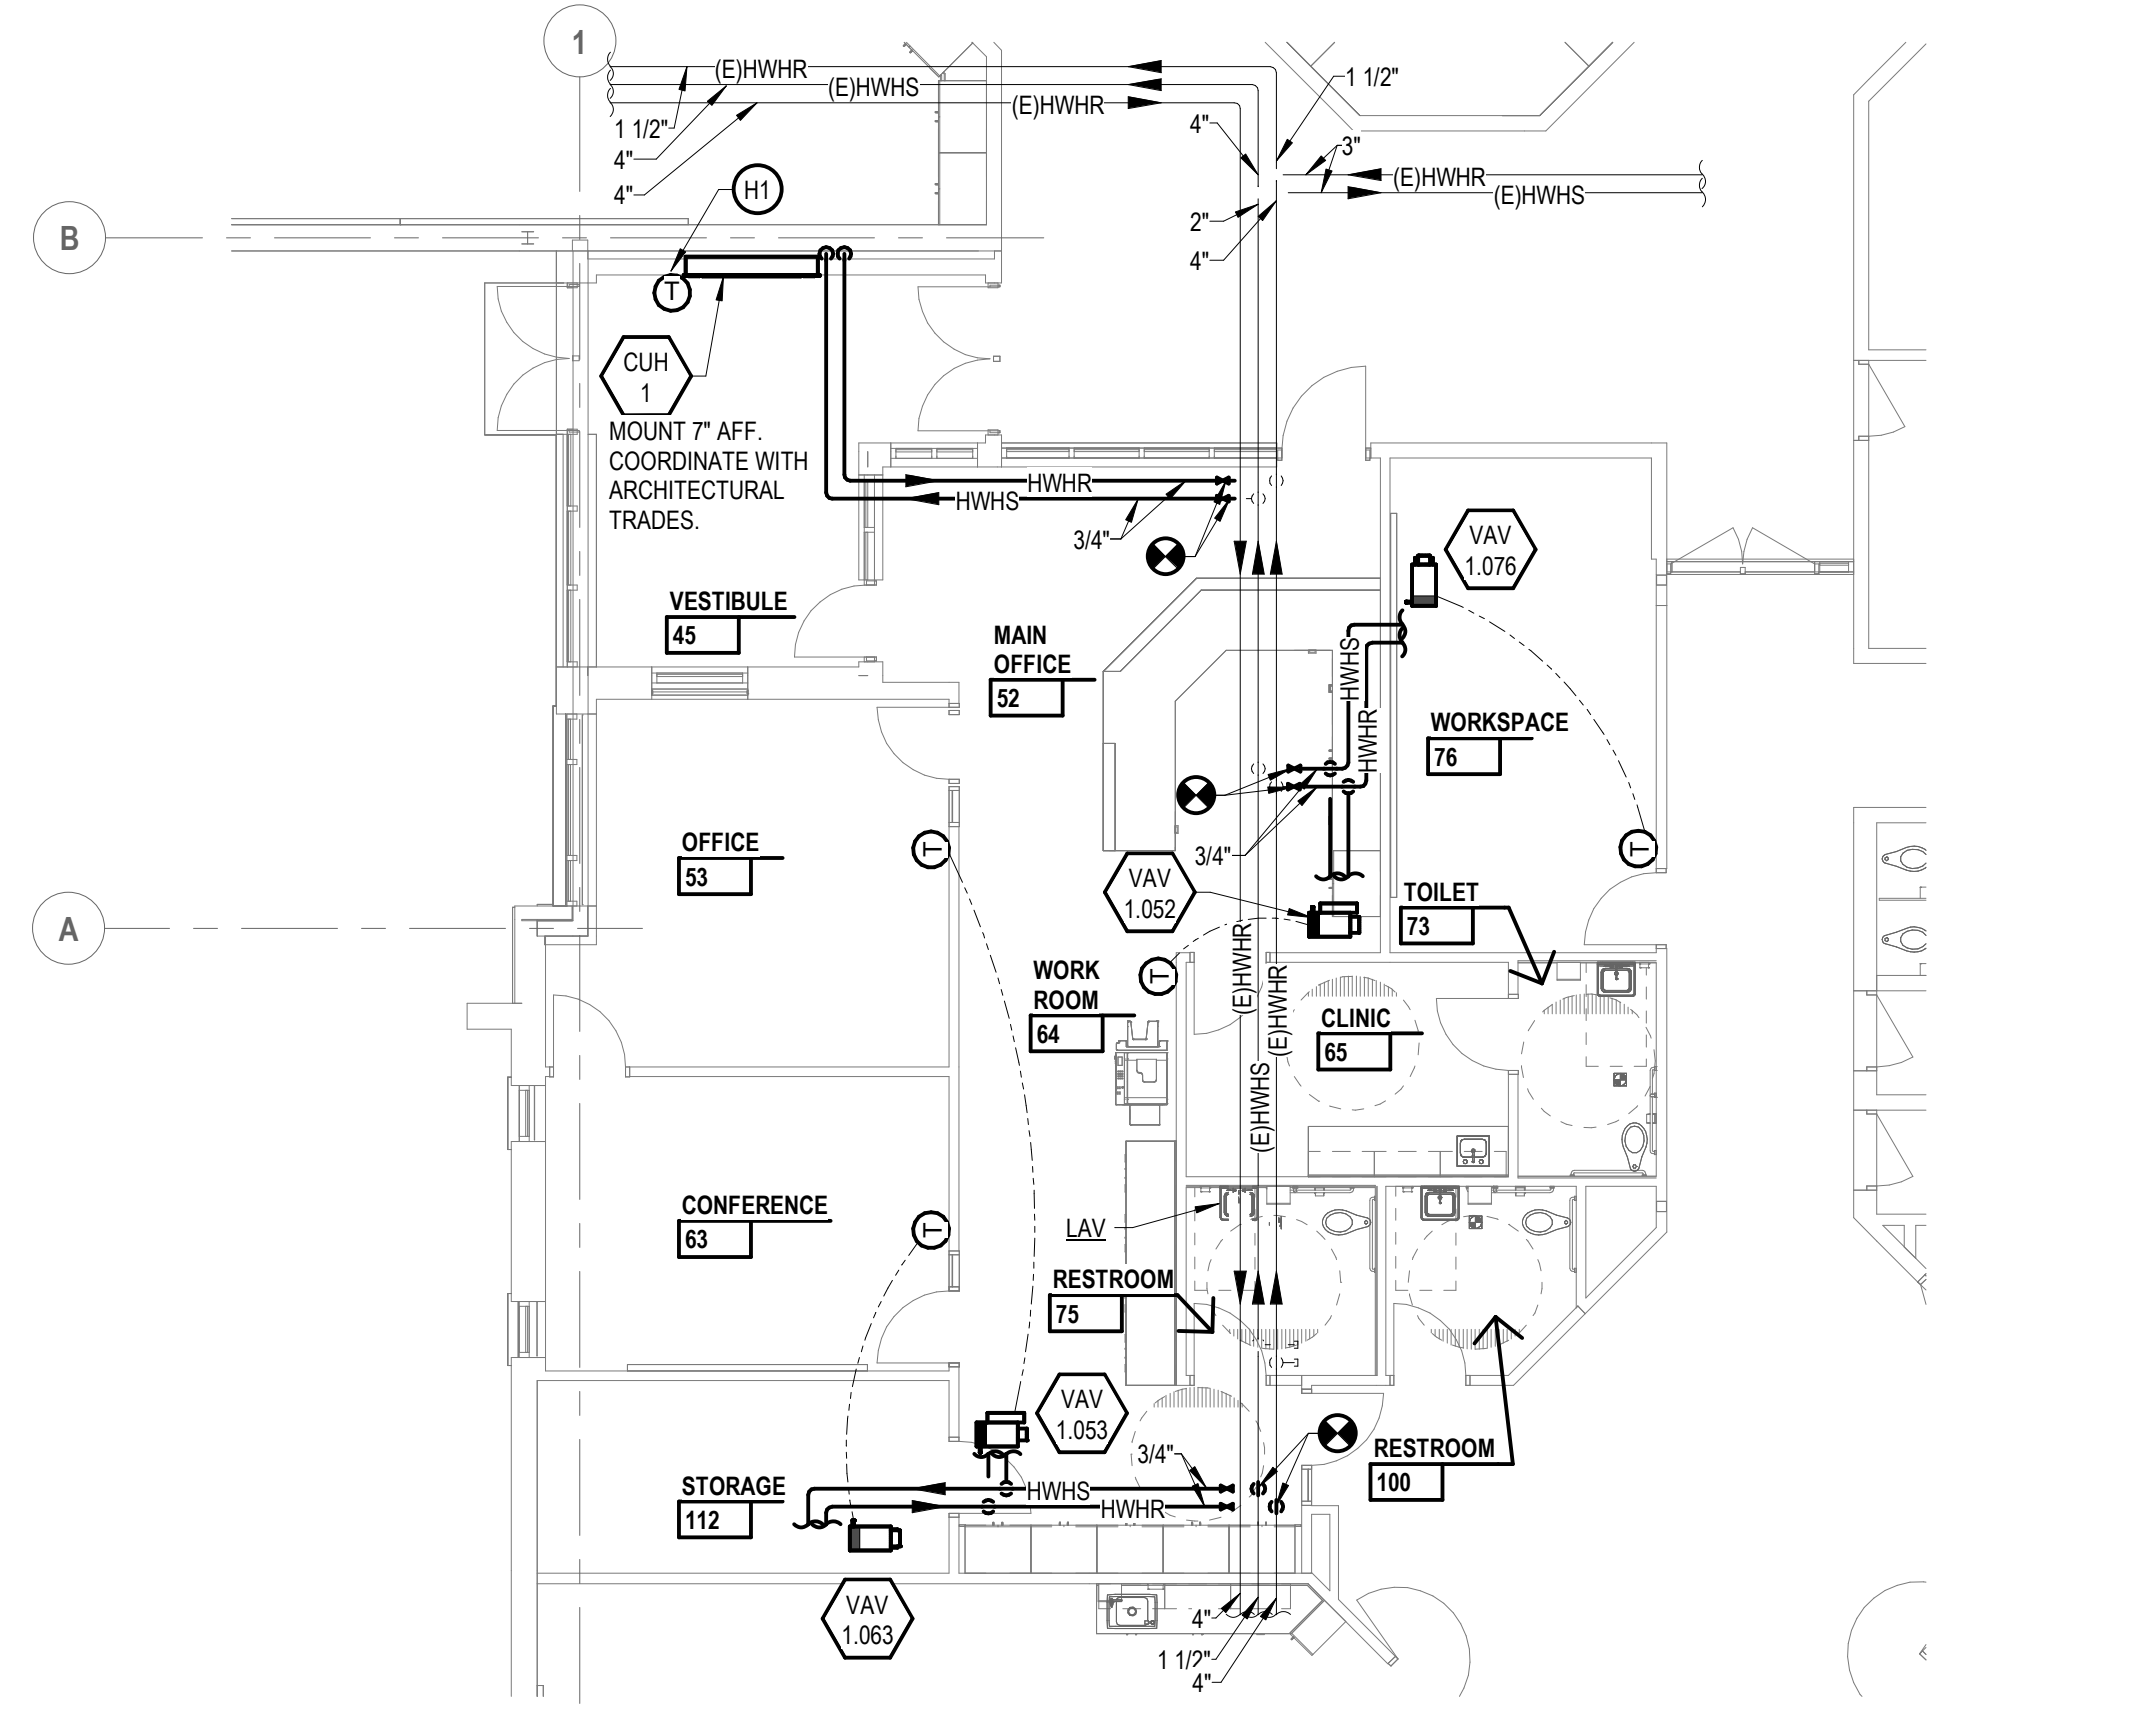 1
(E)HWHR
(E)HWHS
(E)HWHR
1 1/2"
4"
4"
1 1/2"
4"
3"
(E)HWHR
(E)HWHS
2"
4"
H1
B
T
CUH
1
MOUNT 7" AFF.
COORDINATE WITH
ARCHITECTURAL
TRADES.
HWHR
HWHS
3/4"
VAV
1.076
VESTIBULE
45
MAIN
OFFICE
52
HWHS
HWHR
WORKSPACE
76
3/4"
OFFICE
53
T
T
VAV
1.052
TOILET
73
A
(E)HWHR
(E)HWHR
(E)HWHS
T
WORK
ROOM
64
CLINIC
65
CONFERENCE
63
T
LAV
RESTROOM
75
VAV
1.053
3/4"
RESTROOM
100
STORAGE
112
HWHS
HWHR
VAV
1.063
4"
1 1/2"
4"